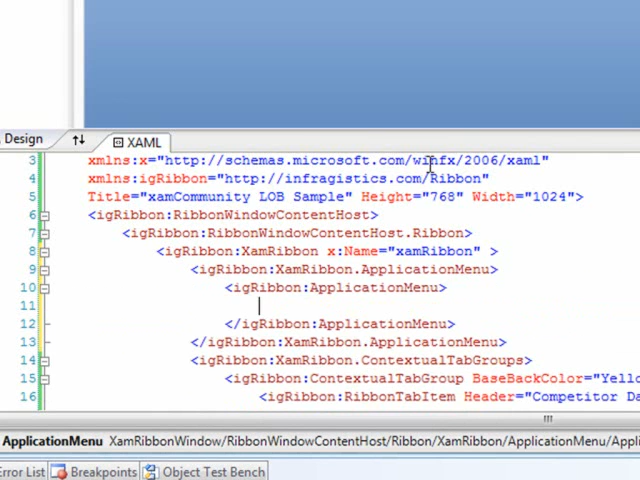 Design XAML
3 xmlns:x="http://schemas.microsoft.com/winfx/2006/xaml"
4 xmlns:igRibbon="http://infragistics.com/Ribbon"
5 Title="xamCommunity LOB Sample" Height="768" Width="1024">
6 <igRibbon:RibbonWindowContentHost>
7 <igRibbon:RibbonWindowContentHost.Ribbon>
8 <igRibbon:XamRibbon x:Name="xamRibbon" >
9 <igRibbon:XamRibbon.ApplicationMenu>
10 <igRibbon:ApplicationMenu>
11
12 </igRibbon:ApplicationMenu>
13 </igRibbon:XamRibbon.ApplicationMenu>
14 <igRibbon:XamRibbon.ContextualTabGroups>
15 <igRibbon:ContextualTabGroup BaseBackColor="Yello
16 <igRibbon:RibbonTabItem Header="Competitor Da
ApplicationMenu XamRibbonWindow/RibbonWindowContentHost/Ribbon/XamRibbon/ApplicationMenu/Appli
Error List Breakpoints Object Test Bench